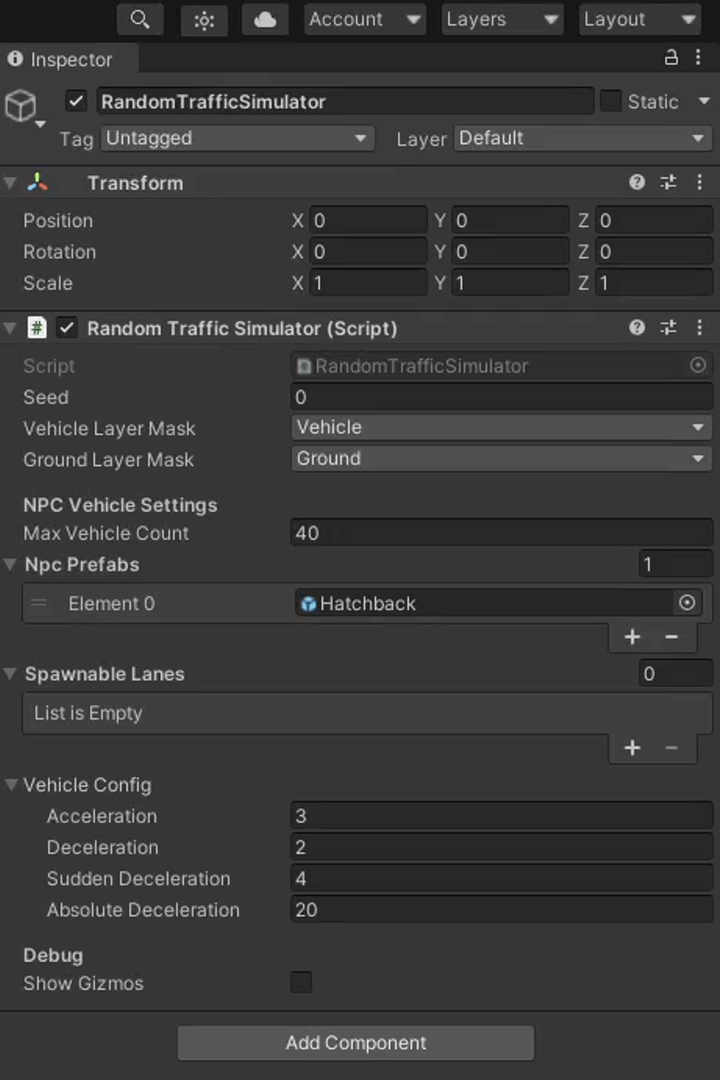 Account Layers Layout
Inspector
RandomTrafficSimulator Static
Tag Untagged Layer Default
Transform
Position X 0 Y 0 Z 0
Rotation X 0 Y 0 Z 0
Scale X 1 Y 1 Z 1
# Random Traffic Simulator (Script)
Script RandomTrafficSimulator
Seed 0
Vehicle Layer Mask Vehicle
Ground Layer Mask Ground
NPC Vehicle Settings
Max Vehicle Count 40
Npc Prefabs 1
Element 0 Hatchback
+ −
Spawnable Lanes 0
List is Empty
+ −
Vehicle Config
Acceleration 3
Deceleration 2
Sudden Deceleration 4
Absolute Deceleration 20
Debug
Show Gizmos
Add Component